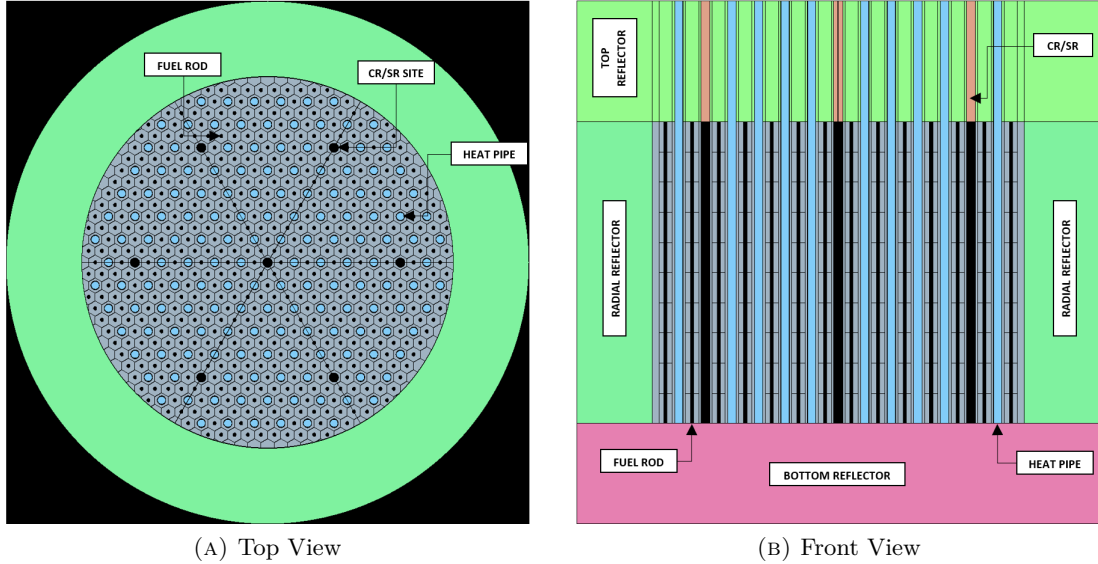 FUEL ROD
CR/SR SITE
HEAT PIPE
(A) Top View
TOP
REFLECTOR
CR/SR
RADIAL REFLECTOR
RADIAL REFLECTOR
FUEL ROD
HEAT PIPE
BOTTOM REFLECTOR
(B) Front View